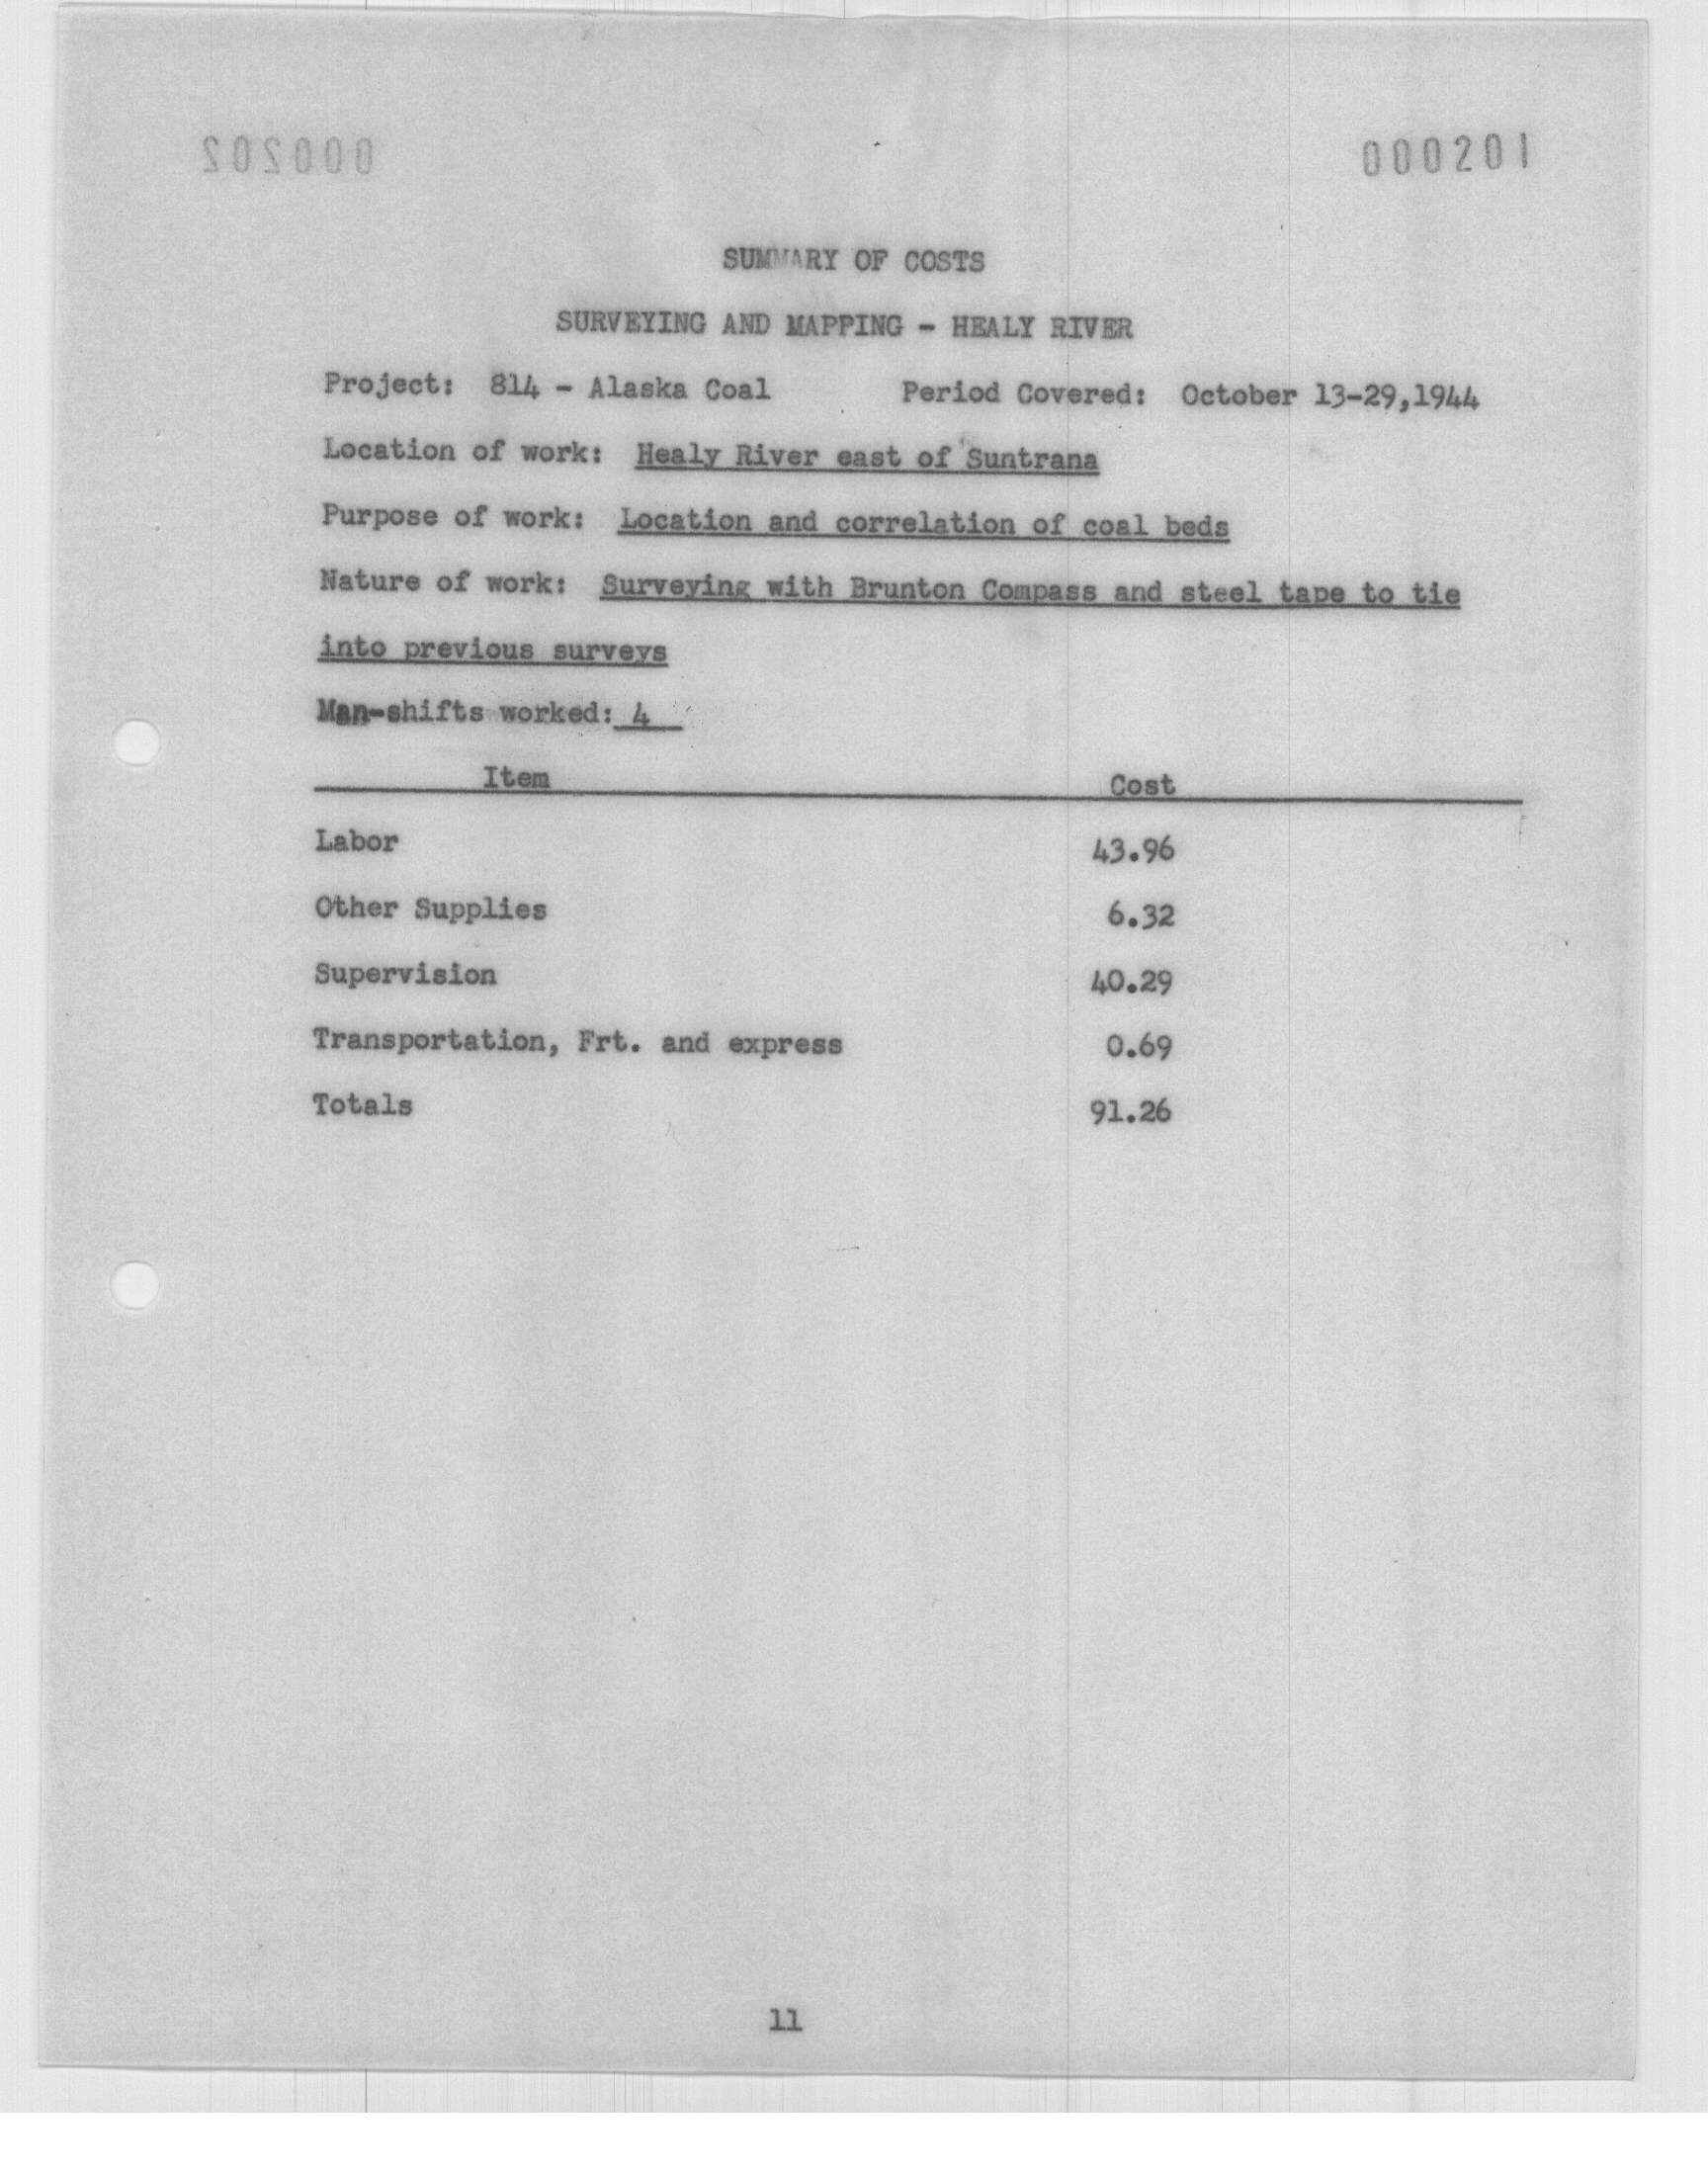 000202 000201
SUMMARY OF COSTS
SURVEYING AND MAPPING - HEALY RIVER
Project: 814 - Alaska Coal Period Covered: October 13-29,1944
Location of work: Healy River east of Suntrana
Purpose of work: Location and correlation of coal beds
Nature of work: Surveying with Brunton Compass and steel tape to tie
into previous surveys
Man-shifts worked: 4
Item Cost
Labor 43.96
Other Supplies 6.32
Supervision 40.29
Transportation, Frt. and express 0.69
Totals 91.26
11